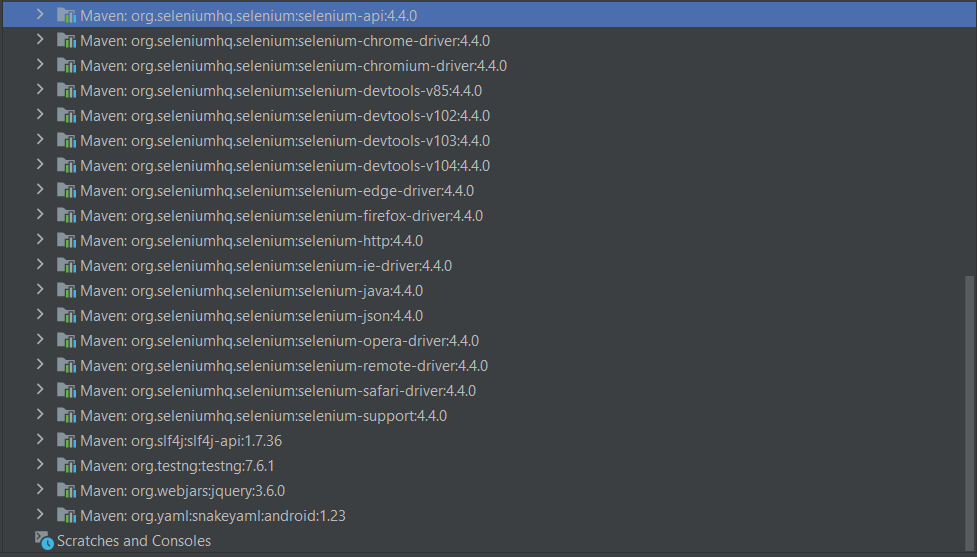 Maven: org.seleniumhq.selenium:selenium-api:4.4.0
Maven: org.seleniumhq.selenium:selenium-chrome-driver:4.4.0
Maven: org.seleniumhq.selenium:selenium-chromium-driver:4.4.0
Maven: org.seleniumhq.selenium:selenium-devtools-v85:4.4.0
Maven: org.seleniumhq.selenium:selenium-devtools-v102:4.4.0
Maven: org.seleniumhq.selenium:selenium-devtools-v103:4.4.0
Maven: org.seleniumhq.selenium:selenium-devtools-v104:4.4.0
Maven: org.seleniumhq.selenium:selenium-edge-driver:4.4.0
Maven: org.seleniumhq.selenium:selenium-firefox-driver:4.4.0
Maven: org.seleniumhq.selenium:selenium-http:4.4.0
Maven: org.seleniumhq.selenium:selenium-ie-driver:4.4.0
Maven: org.seleniumhq.selenium:selenium-java:4.4.0
Maven: org.seleniumhq.selenium:selenium-json:4.4.0
Maven: org.seleniumhq.selenium:selenium-opera-driver:4.4.0
Maven: org.seleniumhq.selenium:selenium-remote-driver:4.4.0
Maven: org.seleniumhq.selenium:selenium-safari-driver:4.4.0
Maven: org.seleniumhq.selenium:selenium-support:4.4.0
Maven: org.slf4j:slf4j-api:1.7.36
Maven: org.testng:testng:7.6.1
Maven: org.webjars:jquery:3.6.0
Maven: org.yaml:snakeyaml:android:1.23
Scratches and Consoles